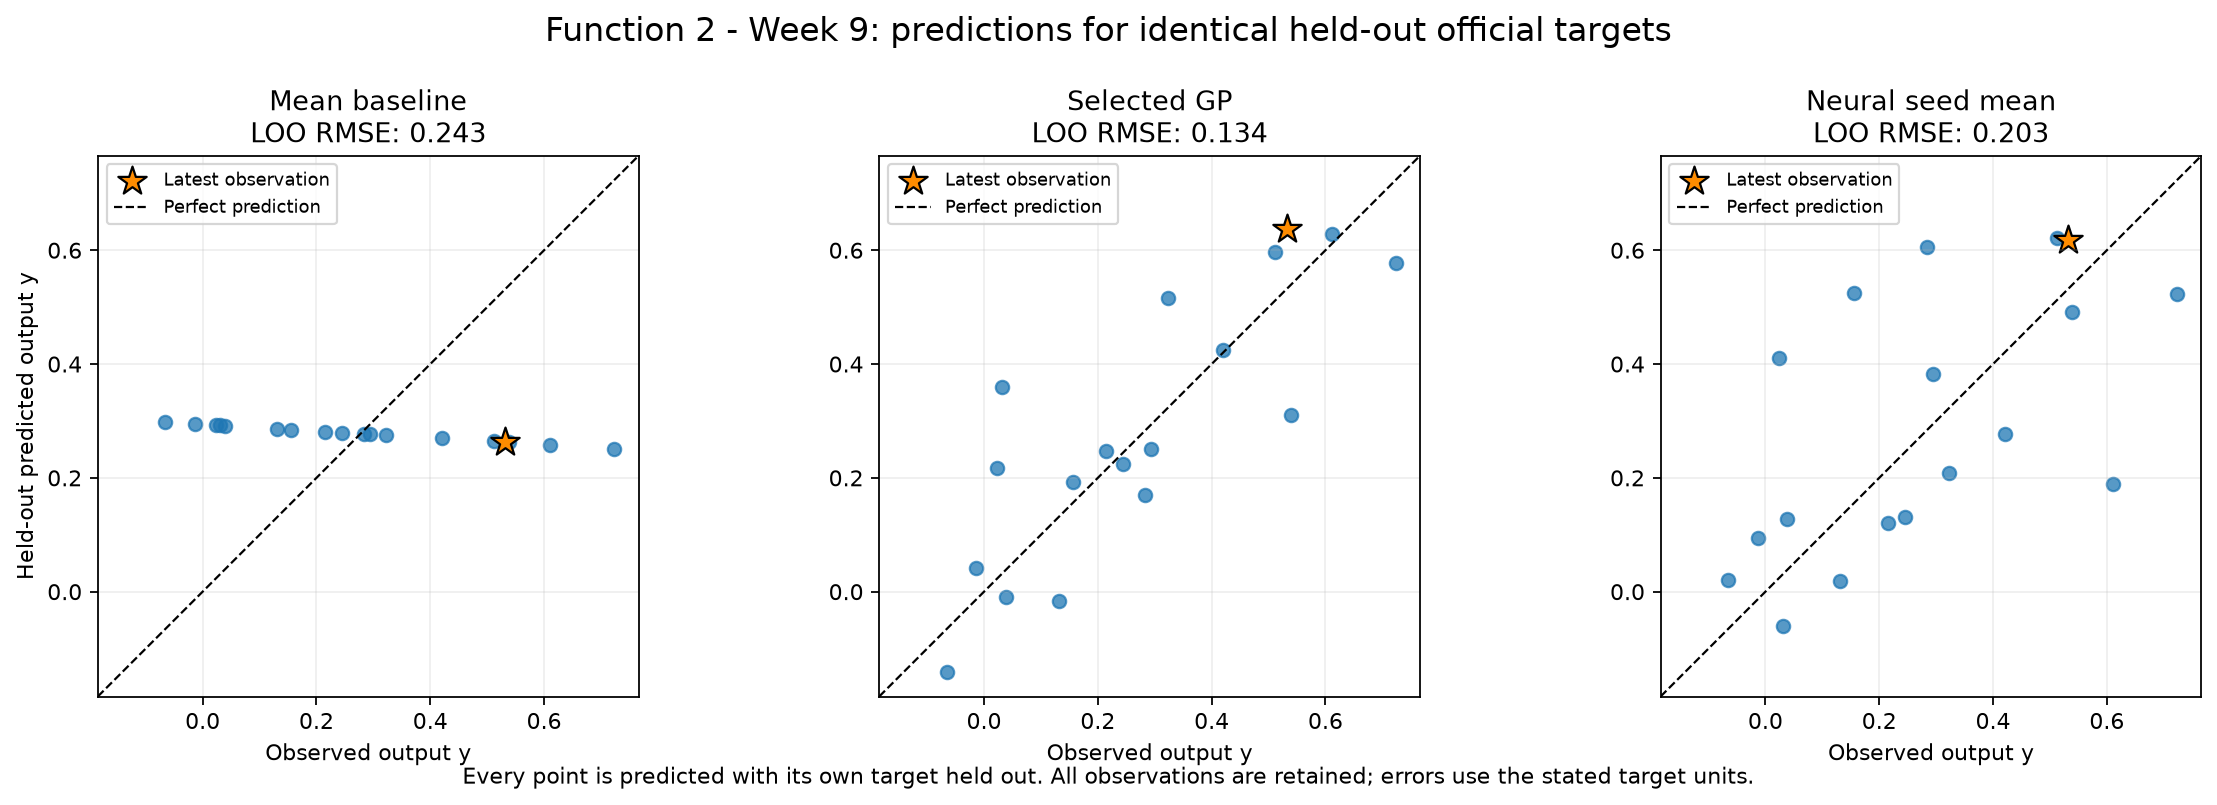 Function 2 - Week 9: predictions for identical held-out official targets
Mean baseline
LOO RMSE: 0.243
Latest observation
Perfect prediction
Held-out predicted output y
0.6
0.4
0.2
0.0
0.0 0.2 0.4 0.6
Observed output y
Selected GP
LOO RMSE: 0.134
Latest observation
Perfect prediction
0.6
0.4
0.2
0.0
0.0 0.2 0.4 0.6
Observed output y
Neural seed mean
LOO RMSE: 0.203
Latest observation
Perfect prediction
0.6
0.4
0.2
0.0
0.0 0.2 0.4 0.6
Observed output y
Every point is predicted with its own target held out. All observations are retained; errors use the stated target units.